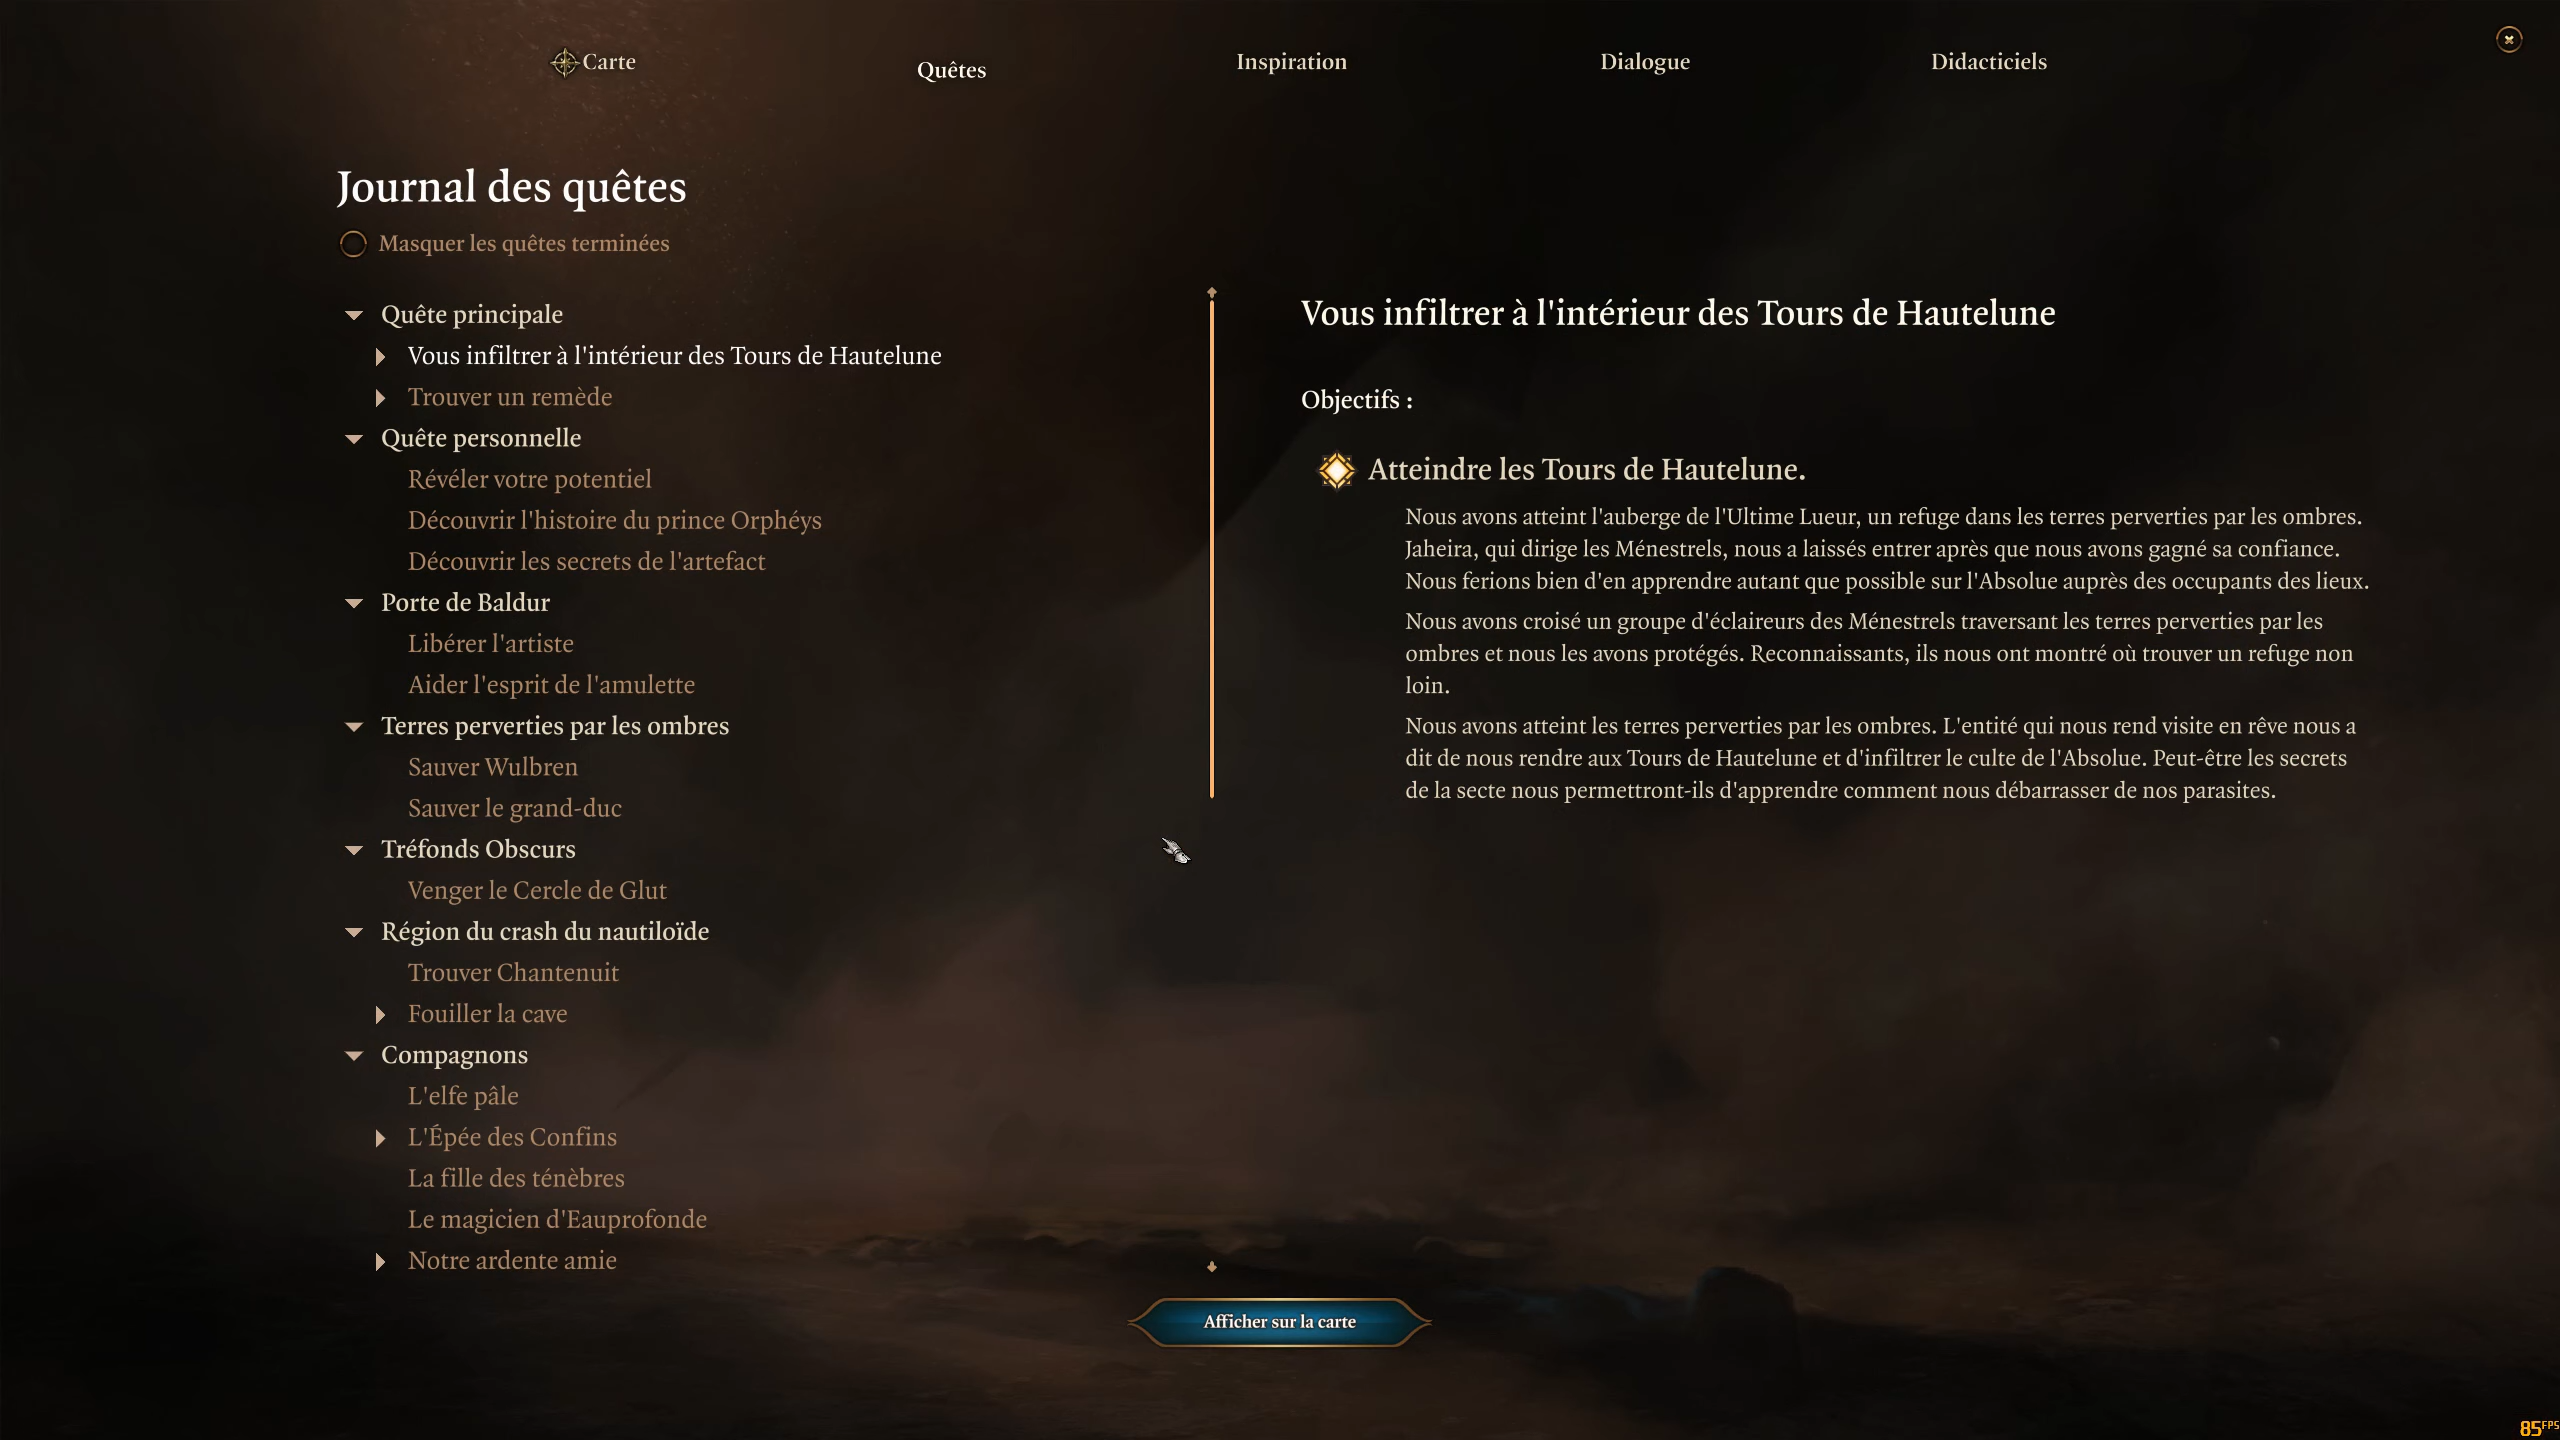 Carte
Quêtes
Inspiration
Dialogue
Didacticiels
Journal des quêtes
Masquer les quêtes terminées
Quête principale
Vous infiltrer à l'intérieur des Tours de Hautelune
Trouver un remède
Quête personnelle
Révéler votre potentiel
Découvrir l'histoire du prince Orphéys
Découvrir les secrets de l'artefact
Porte de Baldur
Libérer l'artiste
Aider l'esprit de l'amulette
Terres perverties par les ombres
Sauver Wulbren
Sauver le grand-duc
Tréfonds Obscurs
Venger le Cercle de Glut
Région du crash du nautiloïde
Trouver Chantenuit
Fouiller la cave
Compagnons
L'elfe pâle
L'Épée des Confins
La fille des ténèbres
Le magicien d'Eauprofonde
Notre ardente amie
Vous infiltrer à l'intérieur des Tours de Hautelune
Objectifs :
Atteindre les Tours de Hautelune.
Nous avons atteint l'auberge de l'Ultime Lueur, un refuge dans les terres perverties par les ombres.
Jaheira, qui dirige les Ménestrels, nous a laissés entrer après que nous avons gagné sa confiance.
Nous ferions bien d'en apprendre autant que possible sur l'Absolue auprès des occupants des lieux.
Nous avons croisé un groupe d'éclaireurs des Ménestrels traversant les terres perverties par les
ombres et nous les avons protégés. Reconnaissants, ils nous ont montré où trouver un refuge non
loin.
Nous avons atteint les terres perverties par les ombres. L'entité qui nous rend visite en rêve nous a
dit de nous rendre aux Tours de Hautelune et d'infiltrer le culte de l'Absolue. Peut-être les secrets
de la secte nous permettront-ils d'apprendre comment nous débarrasser de nos parasites.
Afficher sur la carte
85 FPS